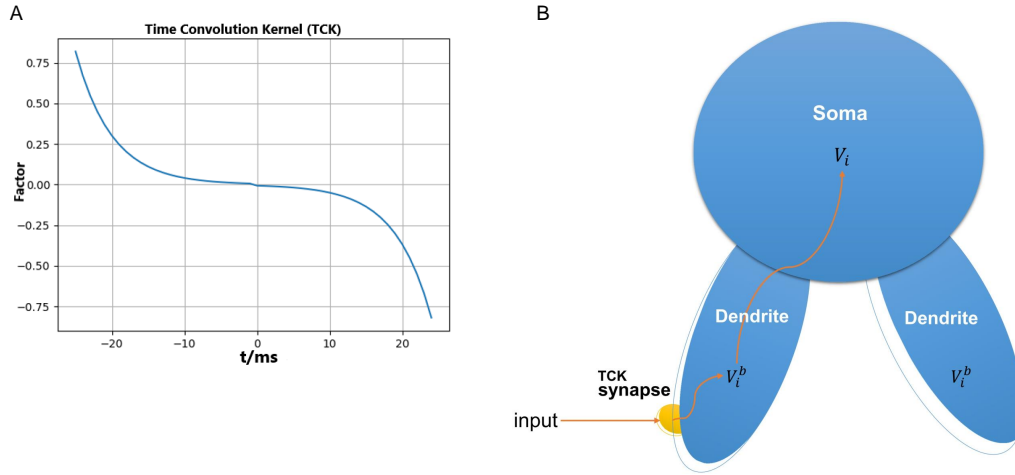 A
Time Convolution Kernel (TCK)
Factor
0.75
0.50
0.25
0.00
−0.25
−0.50
−0.75
−20
−10
0
10
20
t/ms
B
Soma
V_i
Dendrite
Dendrite
V_i^b
V_i^b
TCK
synapse
input